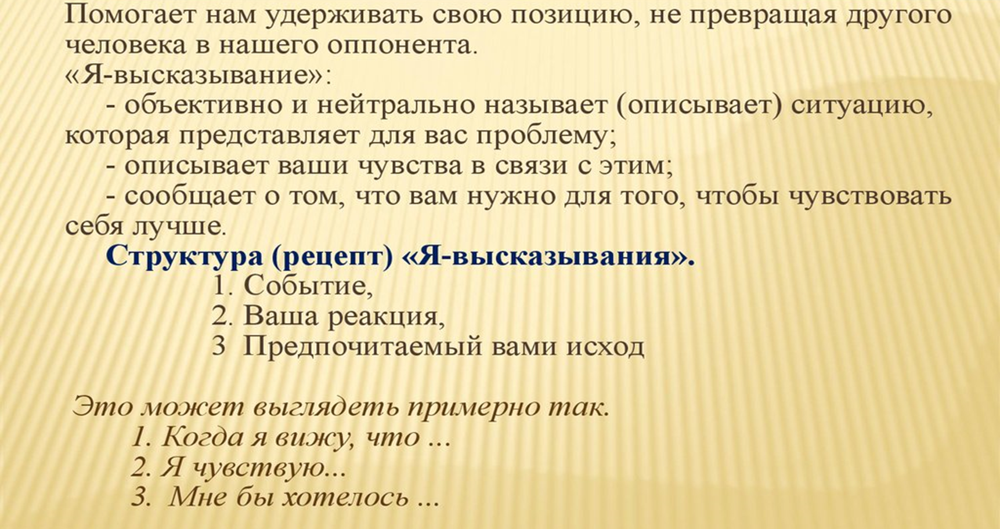 Помогает нам удерживать свою позицию, не превращая другого
человека в нашего оппонента.
«Я-высказывание»:
- объективно и нейтрально называет (описывает) ситуацию,
которая представляет для вас проблему;
- описывает ваши чувства в связи с этим;
- сообщает о том, что вам нужно для того, чтобы чувствовать
себя лучше.
Структура (рецепт) «Я-высказывания».
1. Событие,
2. Ваша реакция,
3 Предпочитаемый вами исход
Это может выглядеть примерно так.
1. Когда я вижу, что ...
2. Я чувствую...
3. Мне бы хотелось ...